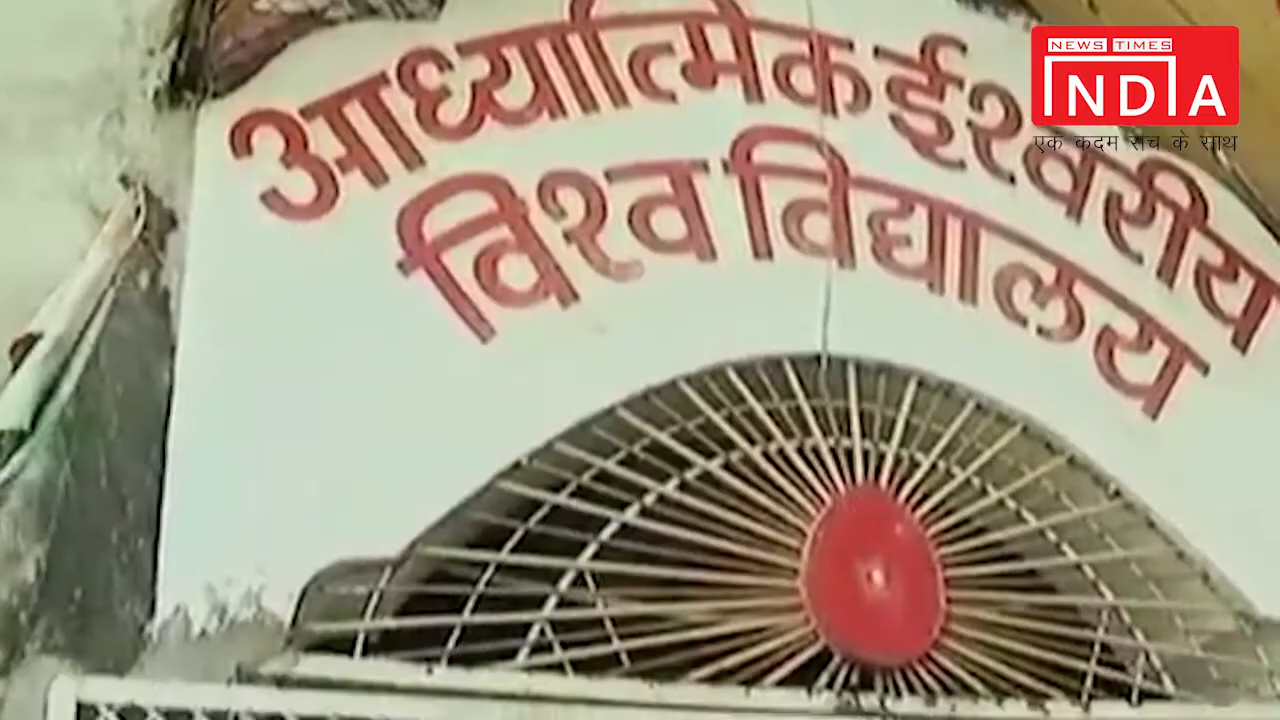 आध्यात्मिक ईश्वरीय
विश्व विद्यालय
NEWS TIMES
INDIA
एक कदम सच के साथ